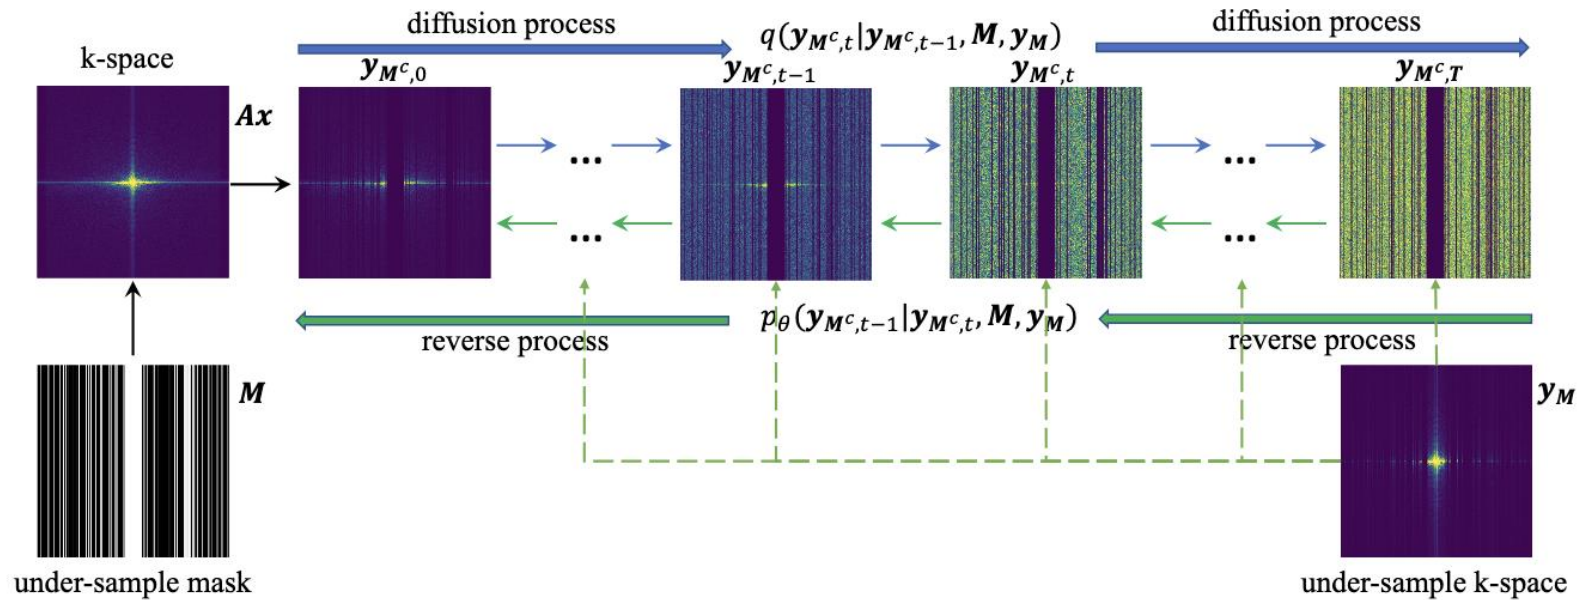 diffusion process
q(y_{M^c,t}|y_{M^c,t-1}, M, y_M)
diffusion process
k-space
y_{M^c,0}
y_{M^c,t-1}
y_{M^c,t}
y_{M^c,T}
Ax
...
...
...
...
p_θ(y_{M^c,t-1}|y_{M^c,t}, M, y_M)
reverse process
reverse process
M
y_M
under-sample mask
under-sample k-space